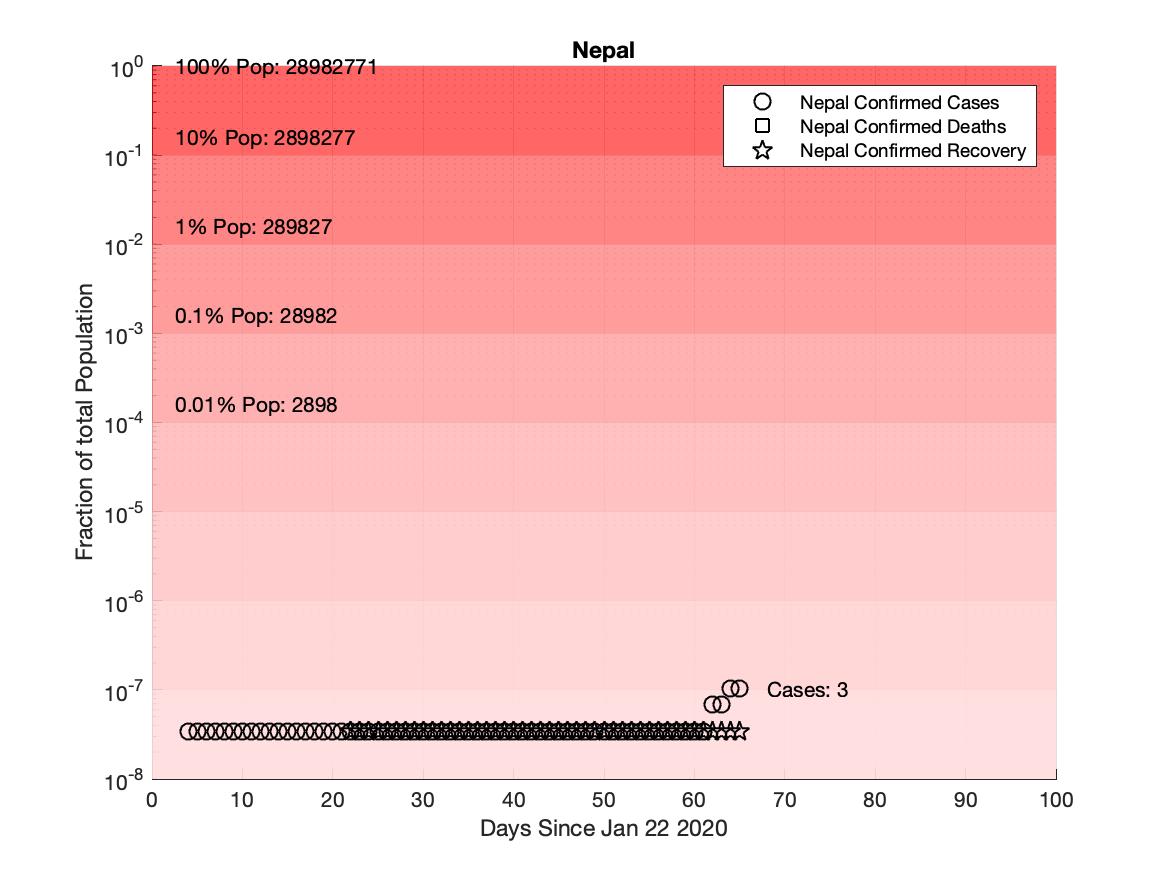 Nepal
10^0
100% Pop: 28982771
Nepal Confirmed Cases
Nepal Confirmed Deaths
Nepal Confirmed Recovery
10% Pop: 2898277
10^-1
1% Pop: 289827
10^-2
0.1% Pop: 28982
10^-3
0.01% Pop: 2898
10^-4
10^-5
10^-6
10^-7
Cases: 3
10^-8
Fraction of total Population
0 10 20 30 40 50 60 70 80 90 100
Days Since Jan 22 2020